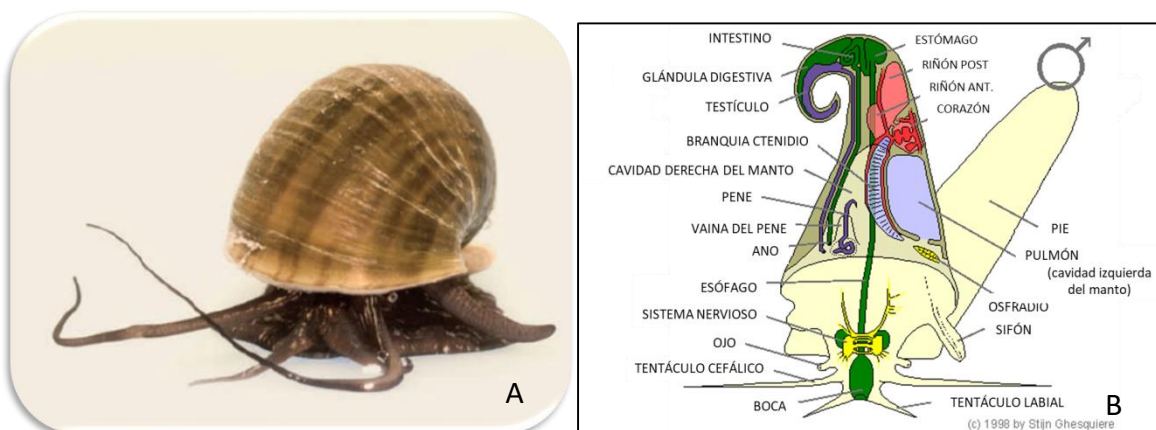 A
INTESTINO
GLÁNDULA DIGESTIVA
TESTÍCULO
BRANQUIA CTENIDIO
CAVIDAD DERECHA DEL MANTO
PENE
VAINA DEL PENE
ANO
ESÓFAGO
SISTEMA NERVIOSO
OJO
TENTÁCULO CEFÁLICO
BOCA
ESTÓMAGO
RIÑÓN POST
RIÑÓN ANT.
CORAZÓN
PIE
PULMÓN
(cavidad izquierda
del manto)
OSFRADIO
SIFÓN
TENTÁCULO LABIAL
B
(c) 1998 by Stijn Ghesquiere